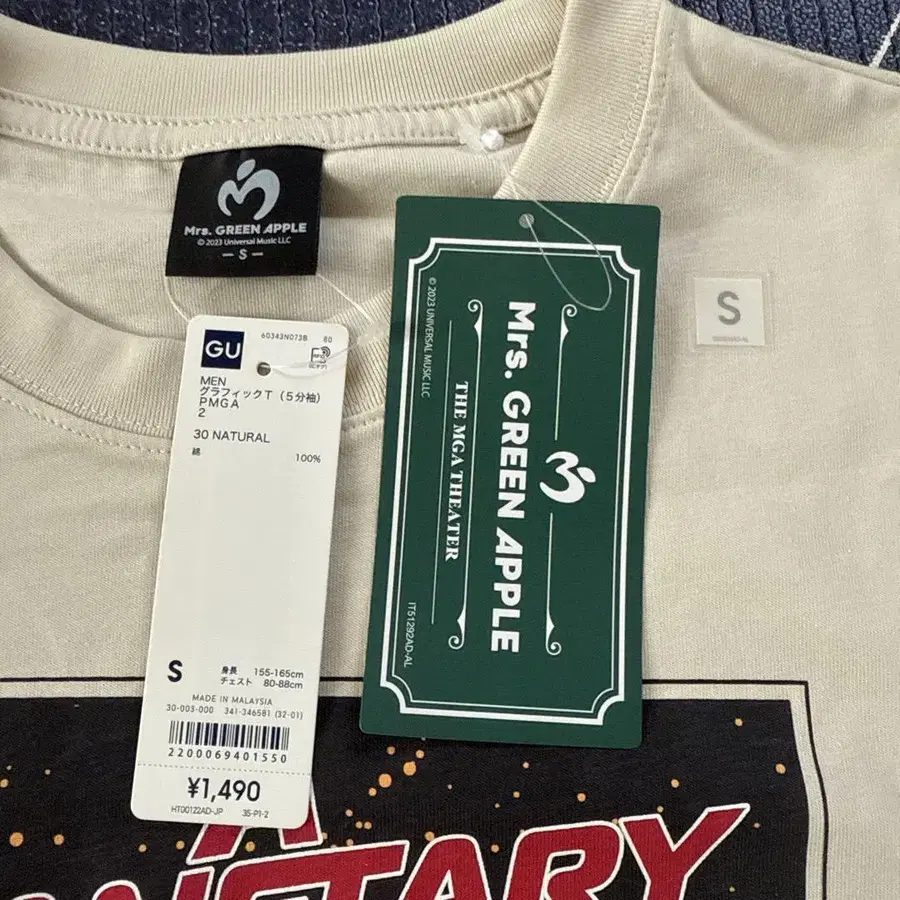 Mrs. GREEN APPLE
© 2023 Universal Music LLC
– S –
GU
60343N073B 80
MEN
グラフィックT（5分袖）
PMGA
2
30 NATURAL
綿 100%
S
身長 155-165cm
チェスト 80-88cm
MADE IN MALAYSIA
30-003-000 341-346581 (32-01)
2200069401550
¥1,490
HT00122AD-JP 35-P1-2
Mrs. GREEN APPLE
THE MGA THEATER
© 2023 UNIVERSAL MUSIC LLC
IT51292AD-AL
S
A